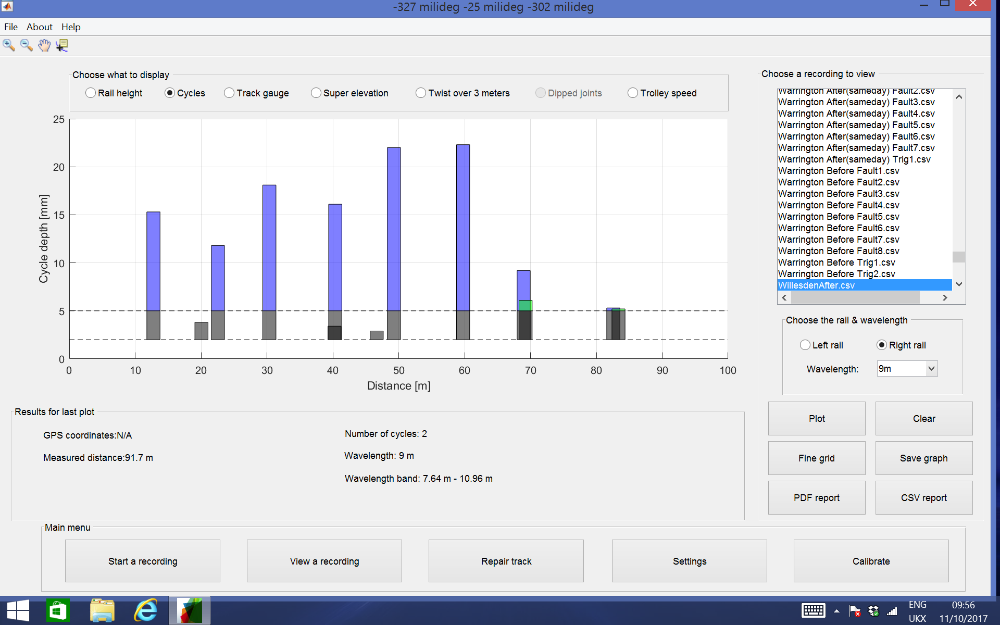 -327 milideg -25 milideg -302 milideg
File About Help
Choose what to display
Rail height Cycles Track gauge Super elevation Twist over 3 meters Dipped joints Trolley speed
25
20
15
10
5
0
Cycle depth [mm]
0 10 20 30 40 50 60 70 80 90 100
Distance [m]
Choose a recording to view
Warrington After(sameday) Fault2.csv
Warrington After(sameday) Fault3.csv
Warrington After(sameday) Fault4.csv
Warrington After(sameday) Fault5.csv
Warrington After(sameday) Fault6.csv
Warrington After(sameday) Fault7.csv
Warrington After(sameday) Trig1.csv
Warrington Before Fault1.csv
Warrington Before Fault2.csv
Warrington Before Fault3.csv
Warrington Before Fault4.csv
Warrington Before Fault5.csv
Warrington Before Fault6.csv
Warrington Before Fault7.csv
Warrington Before Fault8.csv
Warrington Before Trig1.csv
Warrington Before Trig2.csv
WillesdenAfter.csv
Choose the rail & wavelength
Left rail Right rail
Wavelength: 9m
Plot Clear
Fine grid Save graph
PDF report CSV report
Results for last plot
GPS coordinates:N/A
Measured distance:91.7 m
Number of cycles: 2
Wavelength: 9 m
Wavelength band: 7.64 m - 10.96 m
Main menu
Start a recording View a recording Repair track Settings Calibrate
ENG 09:56
UKX 11/10/2017